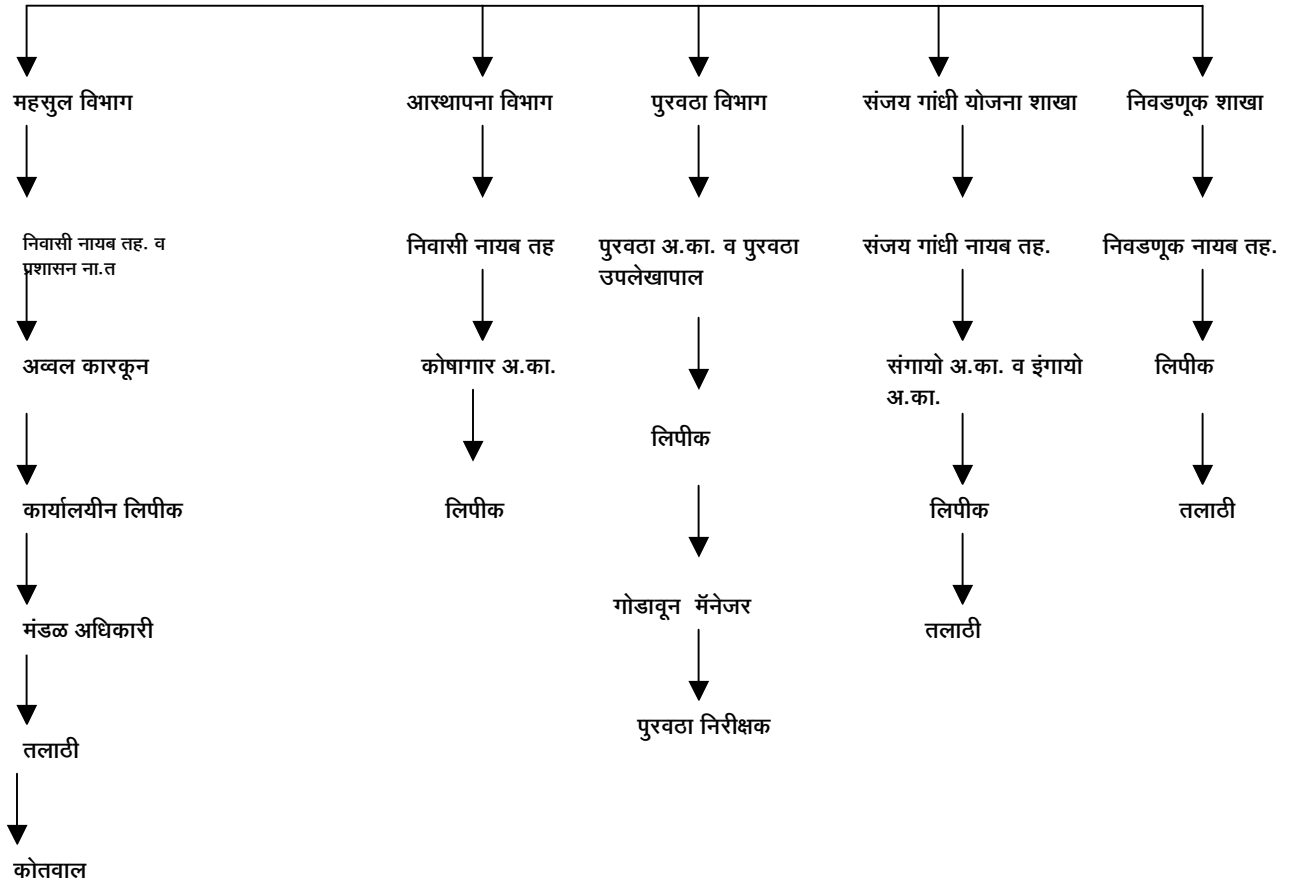 महसुल विभाग
आस्थापना विभाग
पुरवठा विभाग
संजय गांधी योजना शाखा
निवडणूक शाखा
निवासी नायब तह. व
प्रशासन ना.त
निवासी नायब तह
पुरवठा अ.का. व पुरवठा
उपलेखापाल
संजय गांधी नायब तह.
निवडणूक नायब तह.
अव्वल कारकून
कोषागार अ.का.
संगायो अ.का. व इंगायो
अ.का.
लिपीक
लिपीक
कार्यालयीन लिपीक
लिपीक
लिपीक
तलाठी
गोडावून मॅनेजर
मंडळ अधिकारी
तलाठी
पुरवठा निरीक्षक
तलाठी
कोतवाल